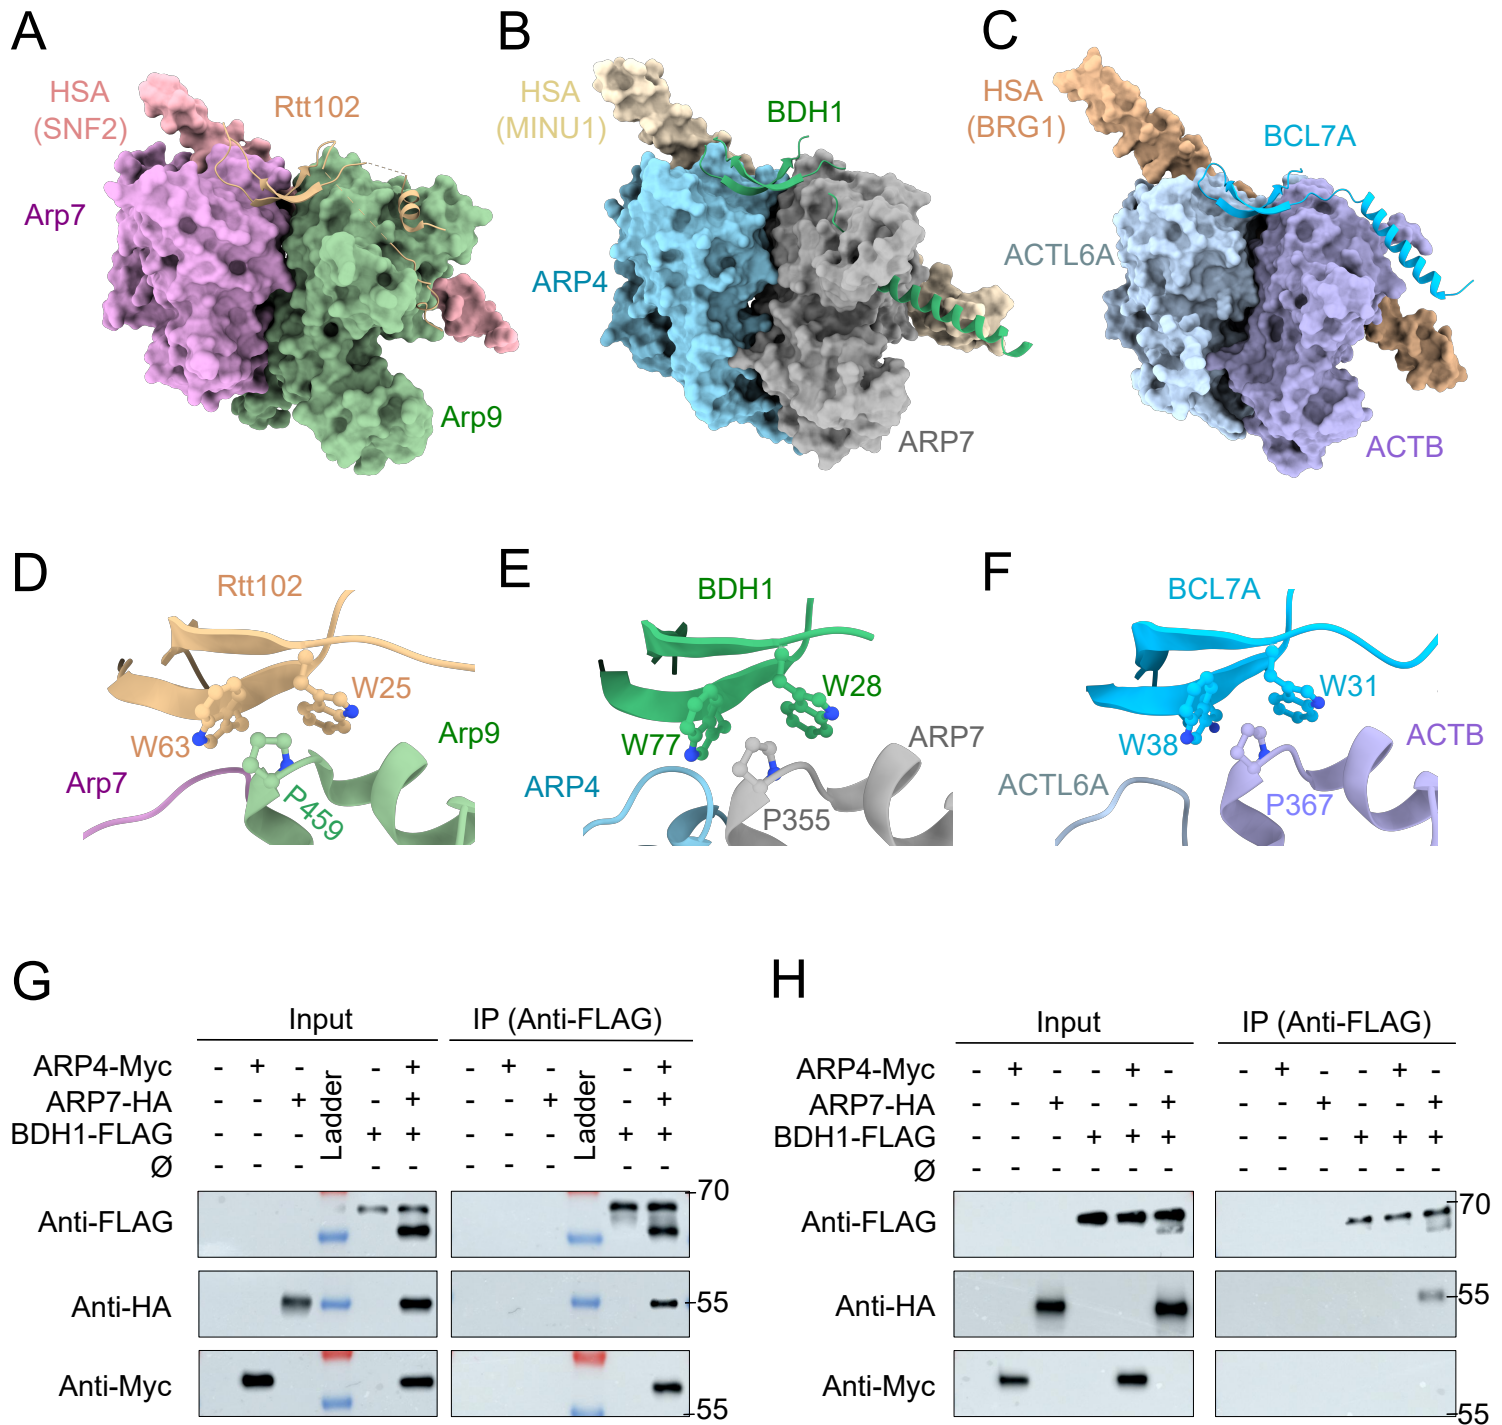 A
B
C
HSA
(SNF2)
Rtt102
Arp7
Arp9
HSA
(MINU1)
BDH1
ARP4
ARP7
HSA
(BRG1)
BCL7A
ACTL6A
ACTB
D
E
F
Rtt102
W25
W63
Arp9
Arp7
P459
BDH1
W28
W77
ARP7
ARP4
P355
BCL7A
W31
W38
ACTB
ACTL6A
P367
G
Input IP (Anti-FLAG)
ARP4-Myc - + - - + - + - - +
ARP7-HA - - + - + - - + - +
BDH1-FLAG - - - + + - - - + +
Ø - - - - - - - - - -
Ladder
Ladder
Anti-FLAG
70
Anti-HA
55
Anti-Myc
55
H
Input IP (Anti-FLAG)
ARP4-Myc - + - - + - - + - - + -
ARP7-HA - - + - - + - - + - - +
BDH1-FLAG - - - + + + - - - + + +
Ø - - - - - - - - - - - -
Anti-FLAG
70
Anti-HA
55
Anti-Myc
55